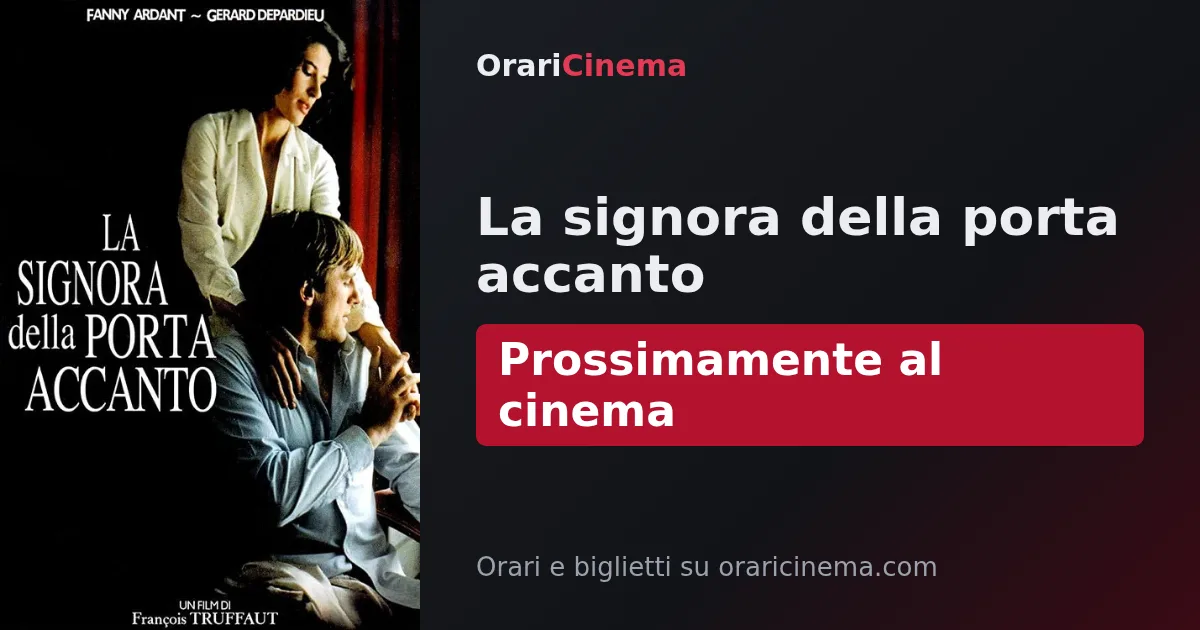 FANNY ARDANT ~ GERARD DEPARDIEU
LA
SIGNORA
della PORTA
ACCANTO
UN FILM DI
François TRUFFAUT
OrariCinema
La signora della porta
accanto
Prossimamente al
cinema
Orari e biglietti su oraricinema.com